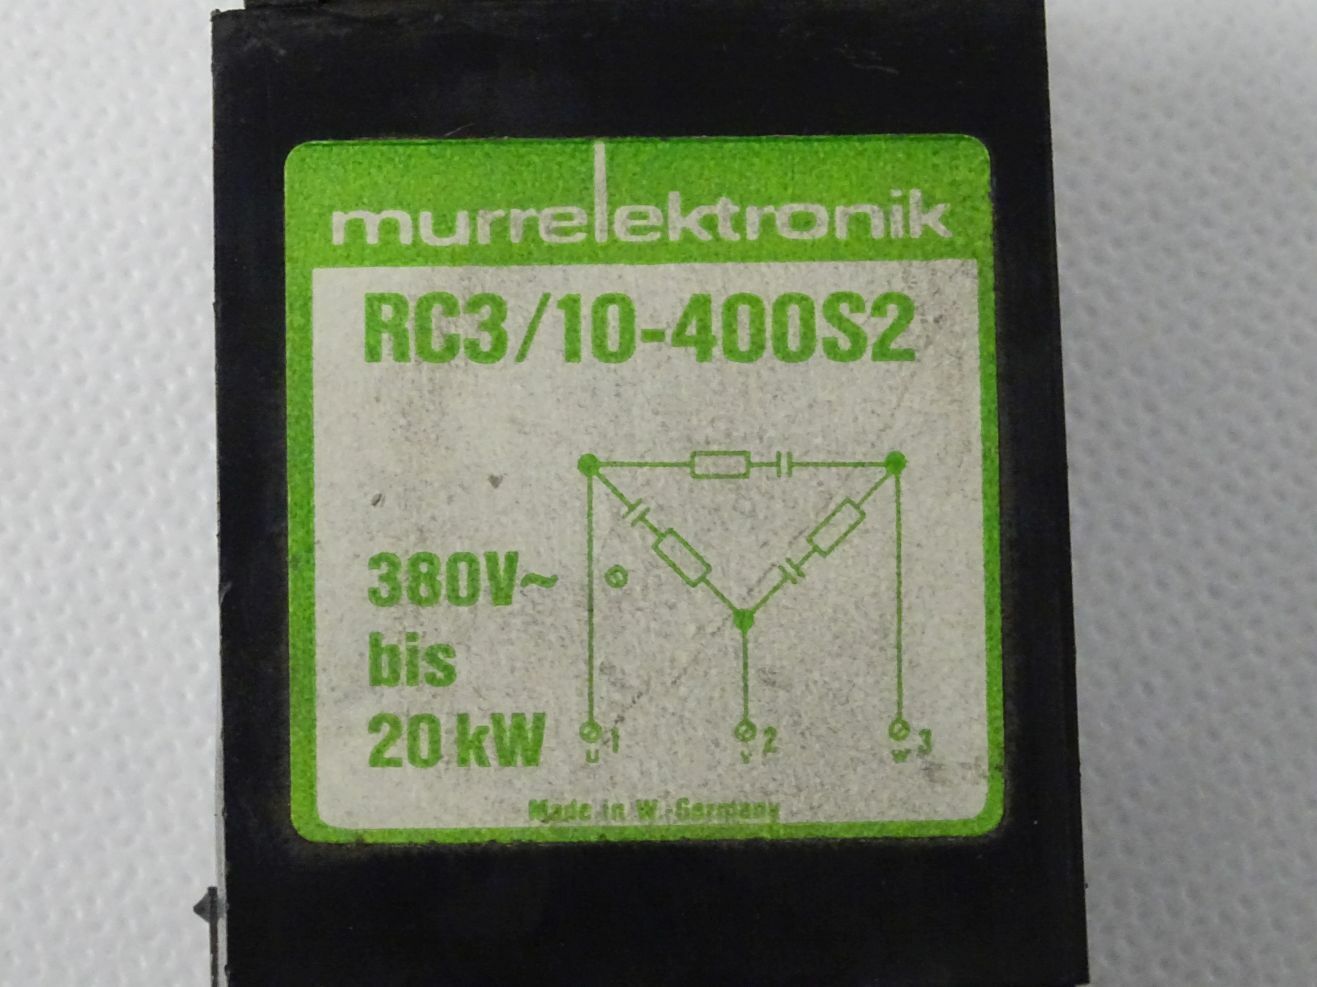 murrelektronik
RC3/10-400S2
380V~
bis
20 kW
1 2 3
U V W
Made in W.-Germany